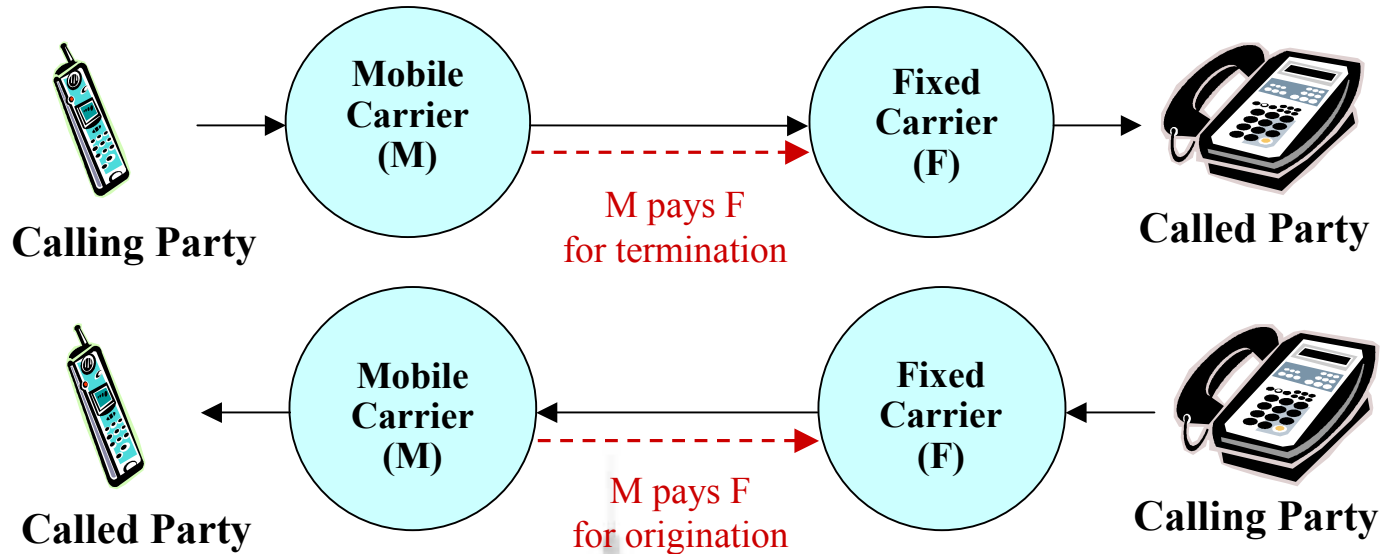 Mobile
Carrier
(M)
Fixed
Carrier
(F)
M pays F
for termination
Calling Party
Called Party
Mobile
Carrier
(M)
Fixed
Carrier
(F)
M pays F
for origination
Called Party
Calling Party